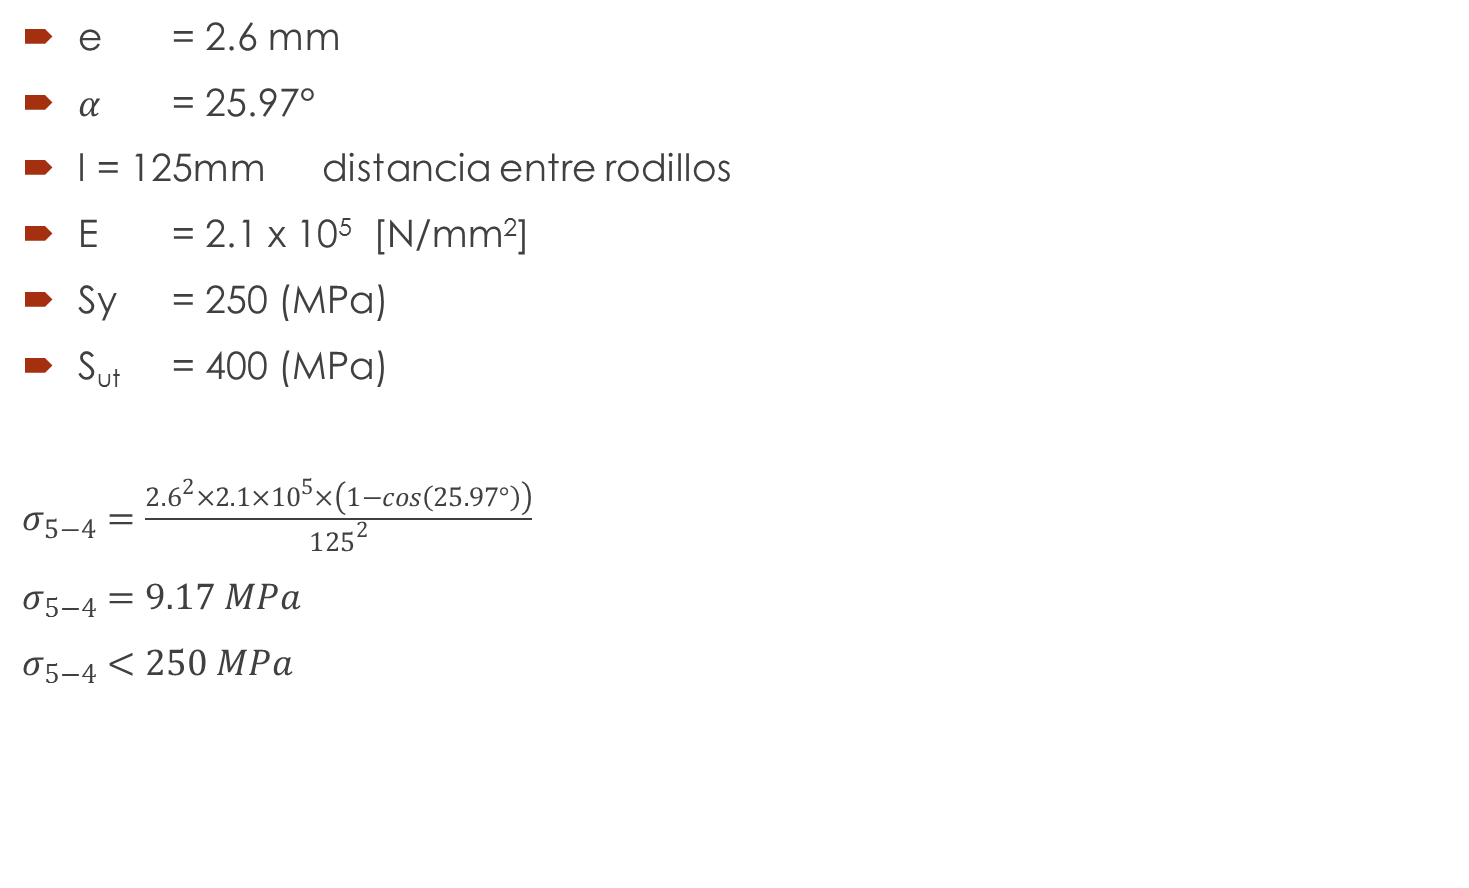 e = 2.6 mm
α = 25.97°
l = 125mm distancia entre rodillos
E = 2.1 x 10⁵ [N/mm²]
Sy = 250 (MPa)
S_ut = 400 (MPa)
σ₅₋₄ = (2.6²×2.1×10⁵×(1−cos(25.97°)))/125²
σ₅₋₄ = 9.17 MPa
σ₅₋₄ < 250 MPa